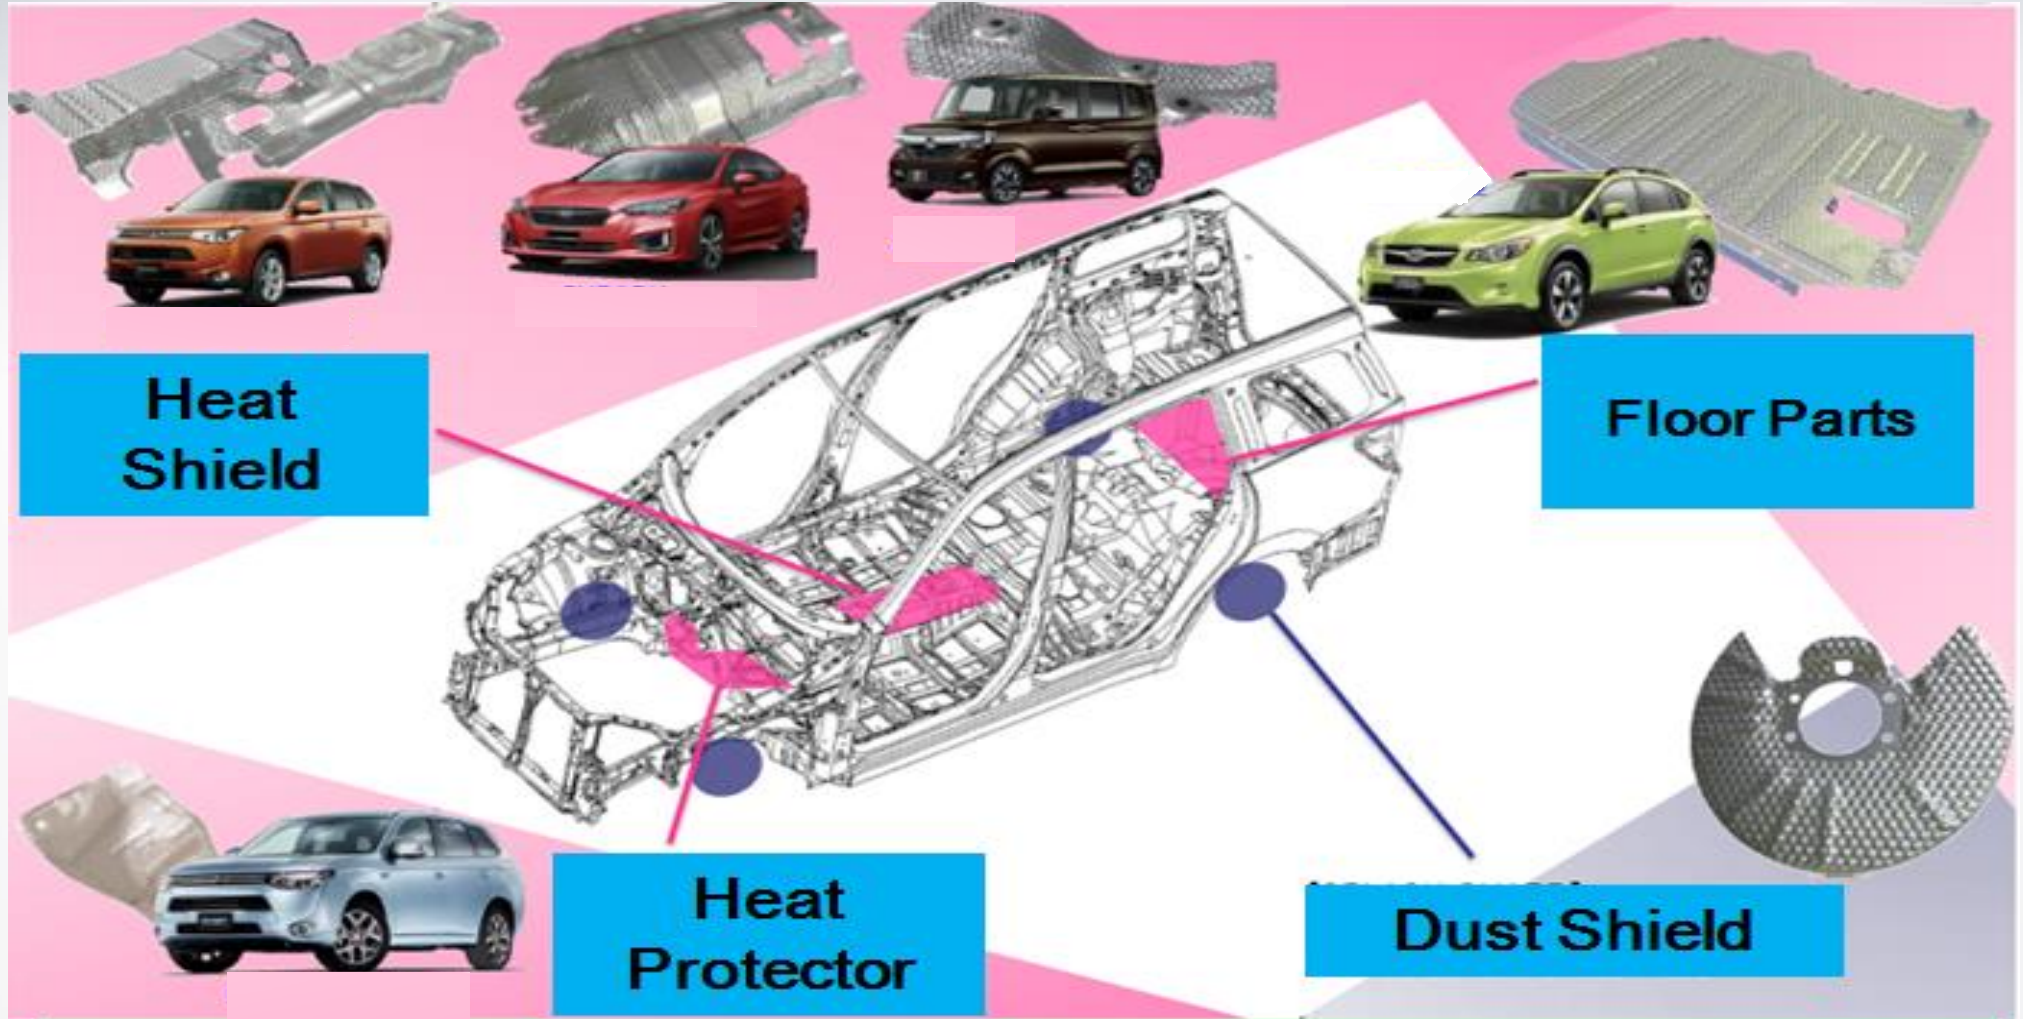 Heat
Shield
Floor Parts
Heat
Protector
Dust Shield